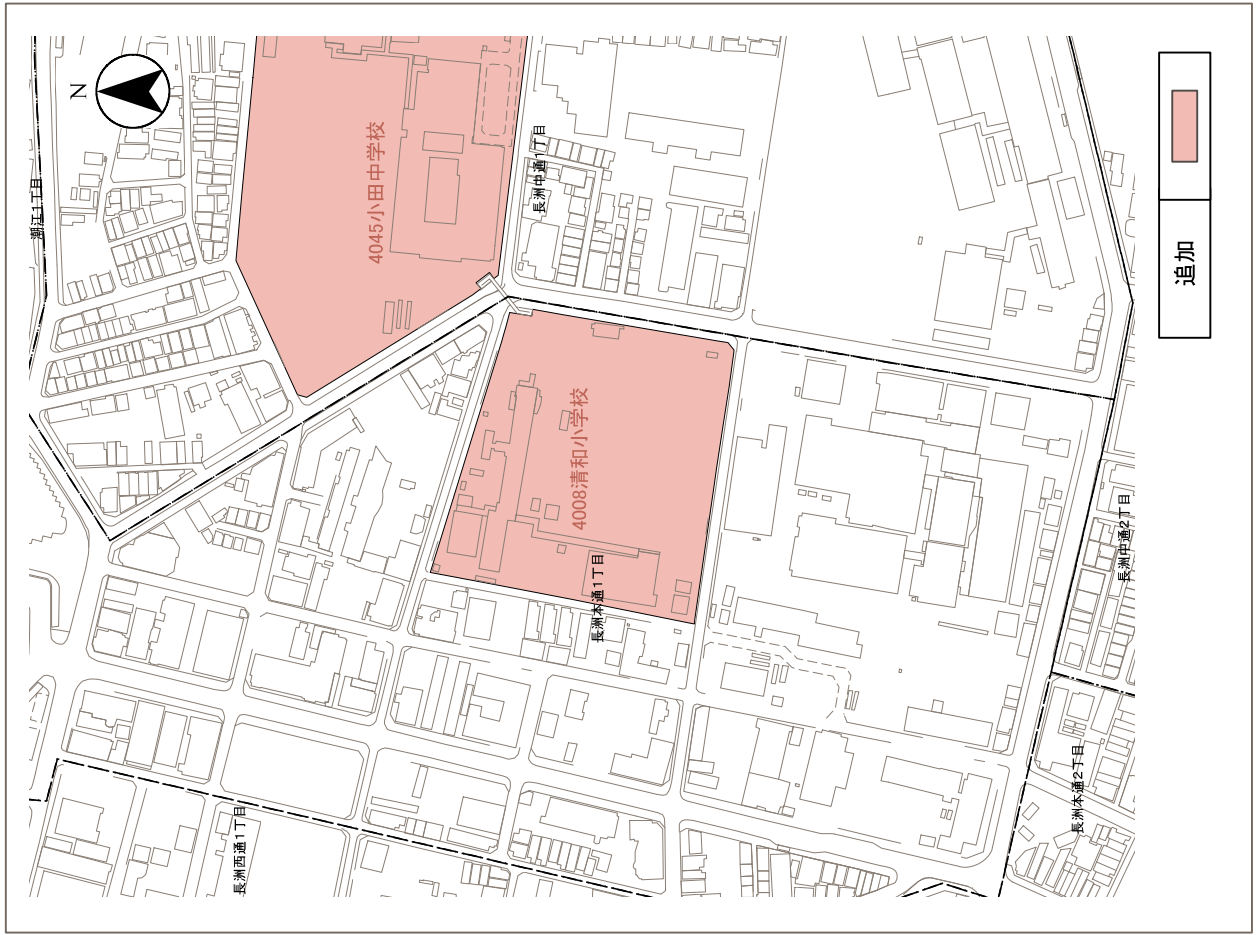 N
潮江1丁目
4045小田中学校
長洲中通1丁目
4008清和小学校
長洲本通1丁目
長洲中通2丁目
長洲本通2丁目
長洲西通1丁目
追加